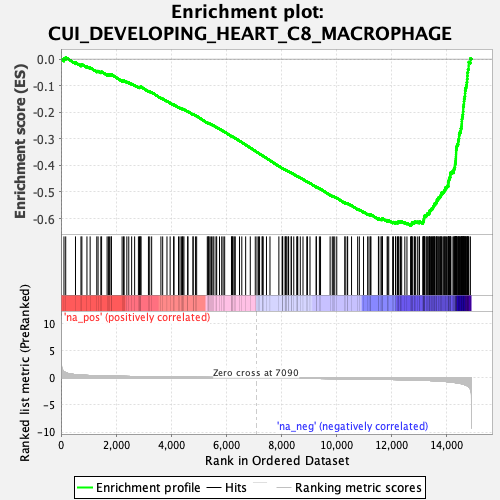 Enrichment plot:
CUI_DEVELOPING_HEART_C8_MACROPHAGE
Enrichment score (ES)
0.0
-0.1
-0.2
-0.3
-0.4
-0.5
-0.6
Ranked list metric (PreRanked)
10
5
0
-5
-10
'na_pos' (positively correlated)
Zero cross at 7090
'na_neg' (negatively correlated)
0
2,000
4,000
6,000
8,000
10,000
12,000
14,000
Rank in Ordered Dataset
Enrichment profile
Hits
Ranking metric scores